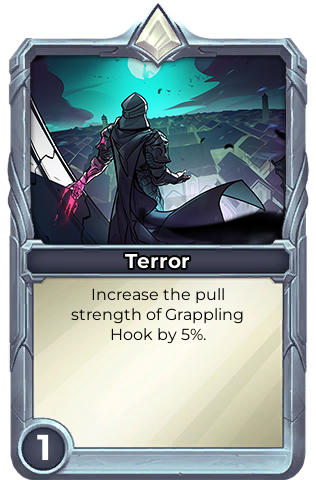 Terror
Increase the pull
strength of Grappling
Hook by 5%.
1